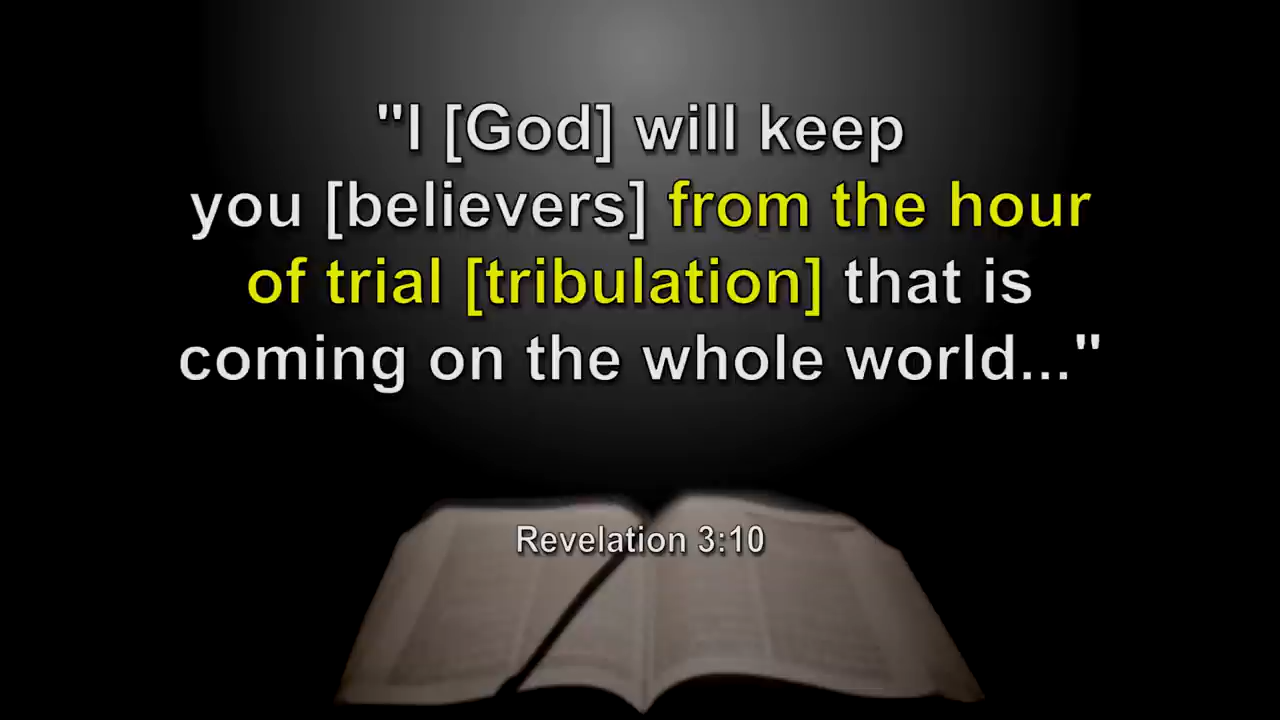 "I [God] will keep
you [believers] from the hour
of trial [tribulation] that is
coming on the whole world..."
Revelation 3:10